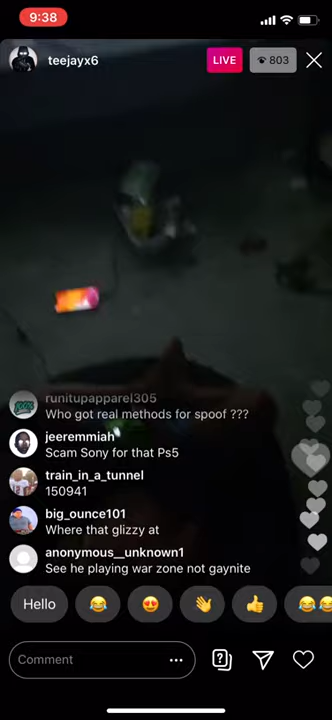 9:38
teejayx6
LIVE
803
runitupapparel305
Who got real methods for spoof ???
jeeremmiah
Scam Sony for that Ps5
train_in_a_tunnel
150941
big_ounce101
Where that glizzy at
anonymous__unknown1
See he playing war zone not gaynite
Hello
Comment